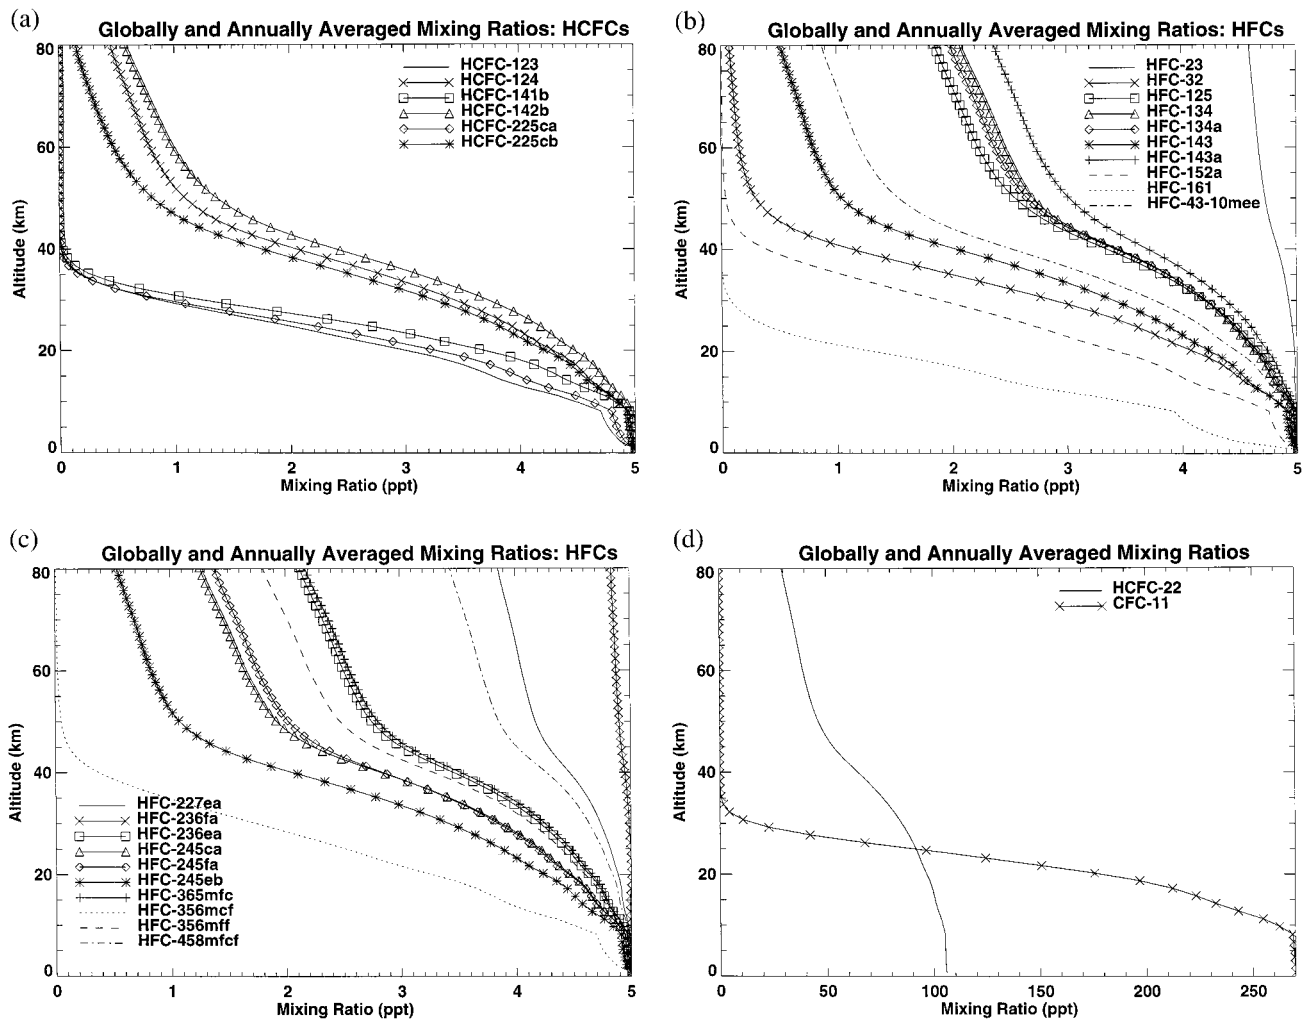 (a)
Globally and Annually Averaged Mixing Ratios: HCFCs
80
60
40
20
0
Altitude (km)
HCFC-123
HCFC-124
HCFC-141b
HCFC-142b
HCFC-225ca
HCFC-225cb
0 1 2 3 4 5
Mixing Ratio (ppt)
(b)
Globally and Annually Averaged Mixing Ratios: HFCs
80
60
40
20
0
Altitude (km)
HFC-23
HFC-32
HFC-125
HFC-134
HFC-134a
HFC-143
HFC-143a
HFC-152a
HFC-161
HFC-43-10mee
0 1 2 3 4 5
Mixing Ratio (ppt)
(c)
Globally and Annually Averaged Mixing Ratios: HFCs
80
60
40
20
0
Altitude (km)
HFC-227ea
HFC-236fa
HFC-236ea
HFC-245ca
HFC-245fa
HFC-245eb
HFC-365mfc
HFC-356mcf
HFC-356mff
HFC-458mfcf
0 1 2 3 4 5
Mixing Ratio (ppt)
(d)
Globally and Annually Averaged Mixing Ratios
80
60
40
20
0
Altitude (km)
HCFC-22
CFC-11
0 50 100 150 200 250
Mixing Ratio (ppt)